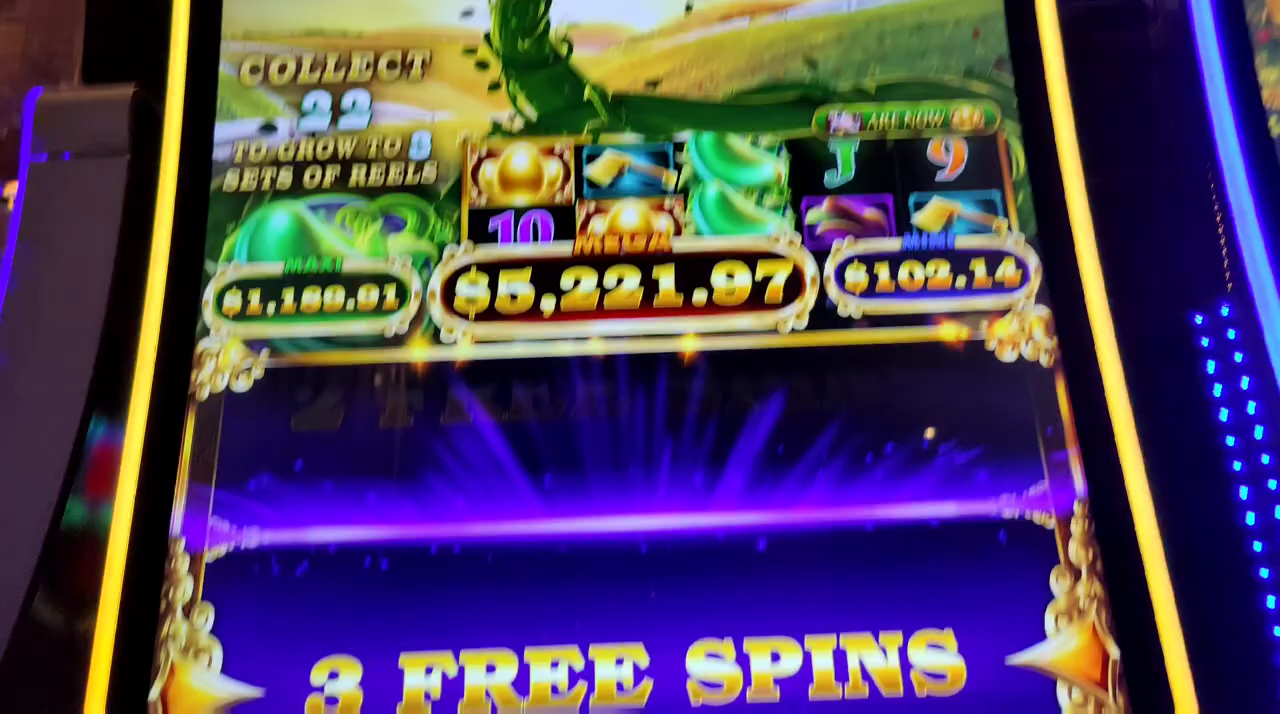 COLLECT
22
TO GROW TO 8
SETS OF REELS
ARE NOW
J
9
10
MAXI
$1,189.91
MEGA
$5,221.97
MINI
$102.14
3 FREE SPINS